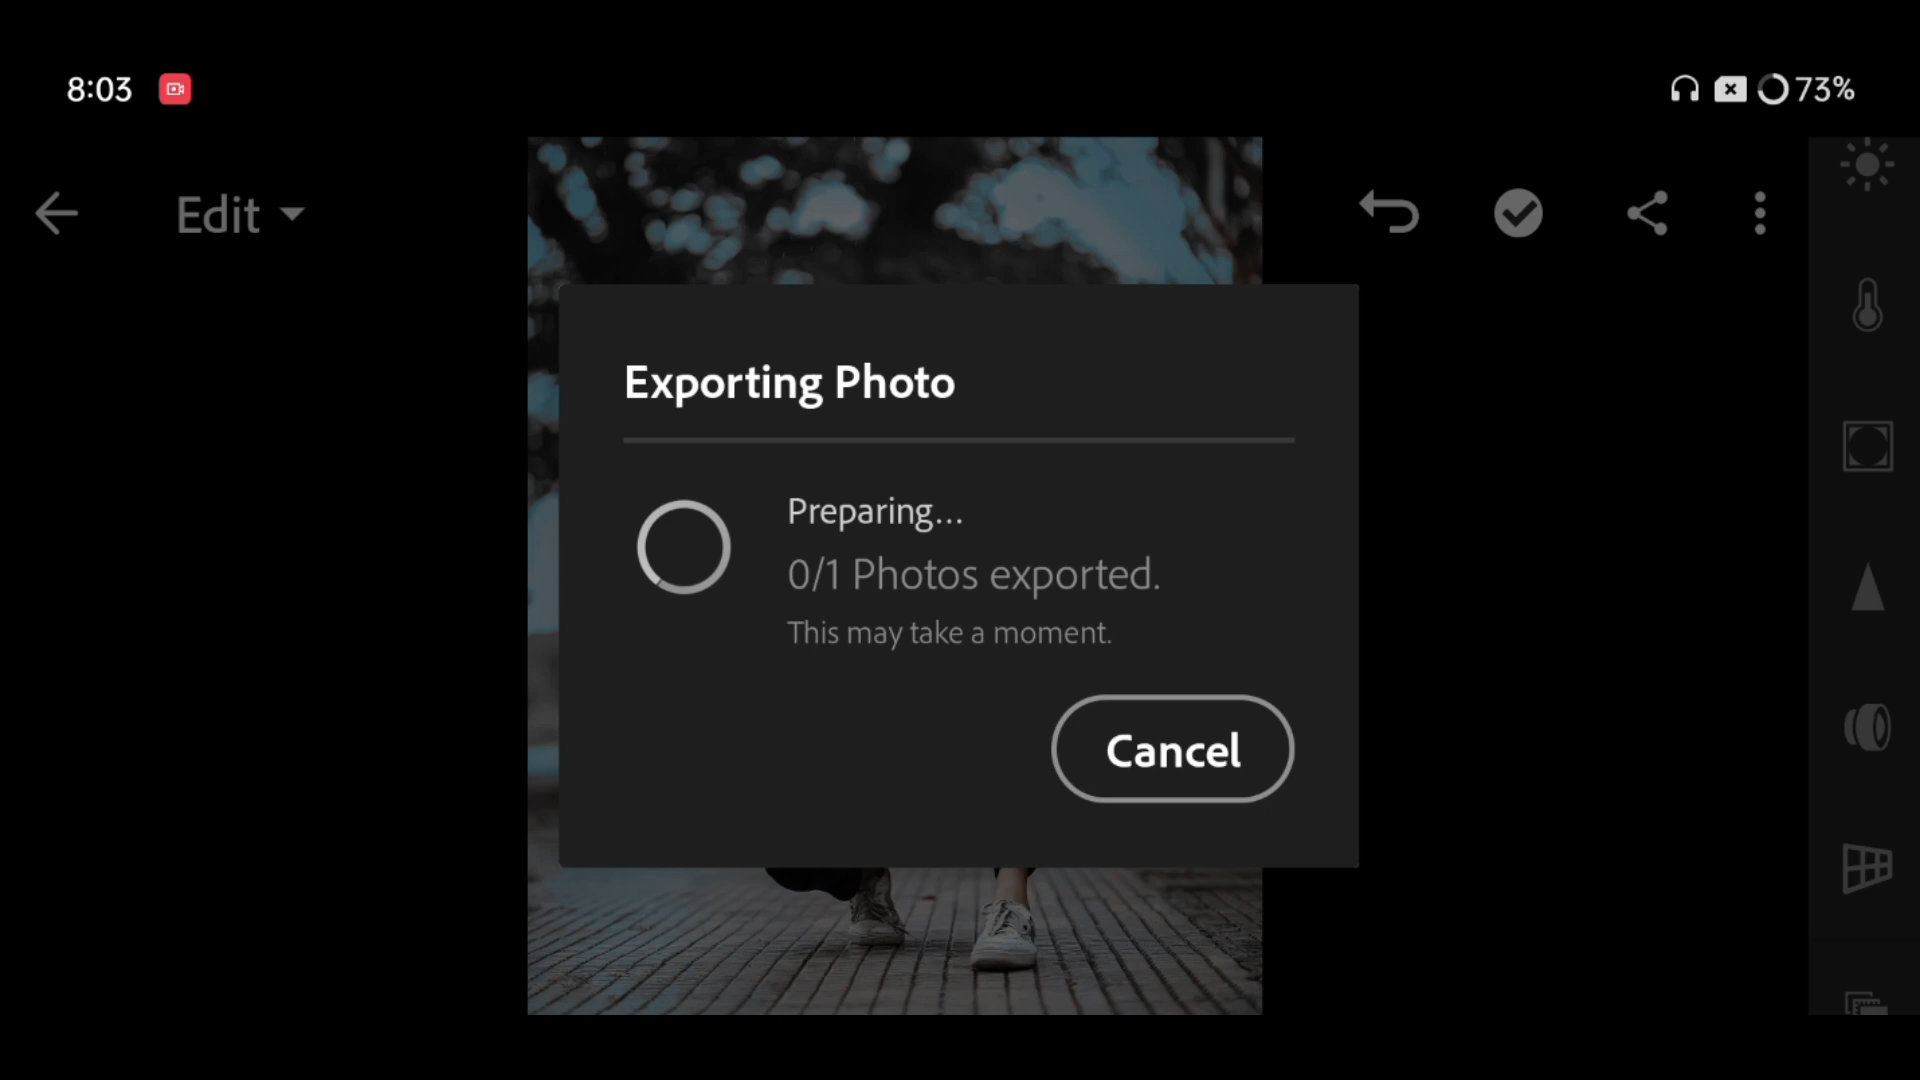 8:03
73%
Edit
Exporting Photo
Preparing...
0/1 Photos exported.
This may take a moment.
Cancel